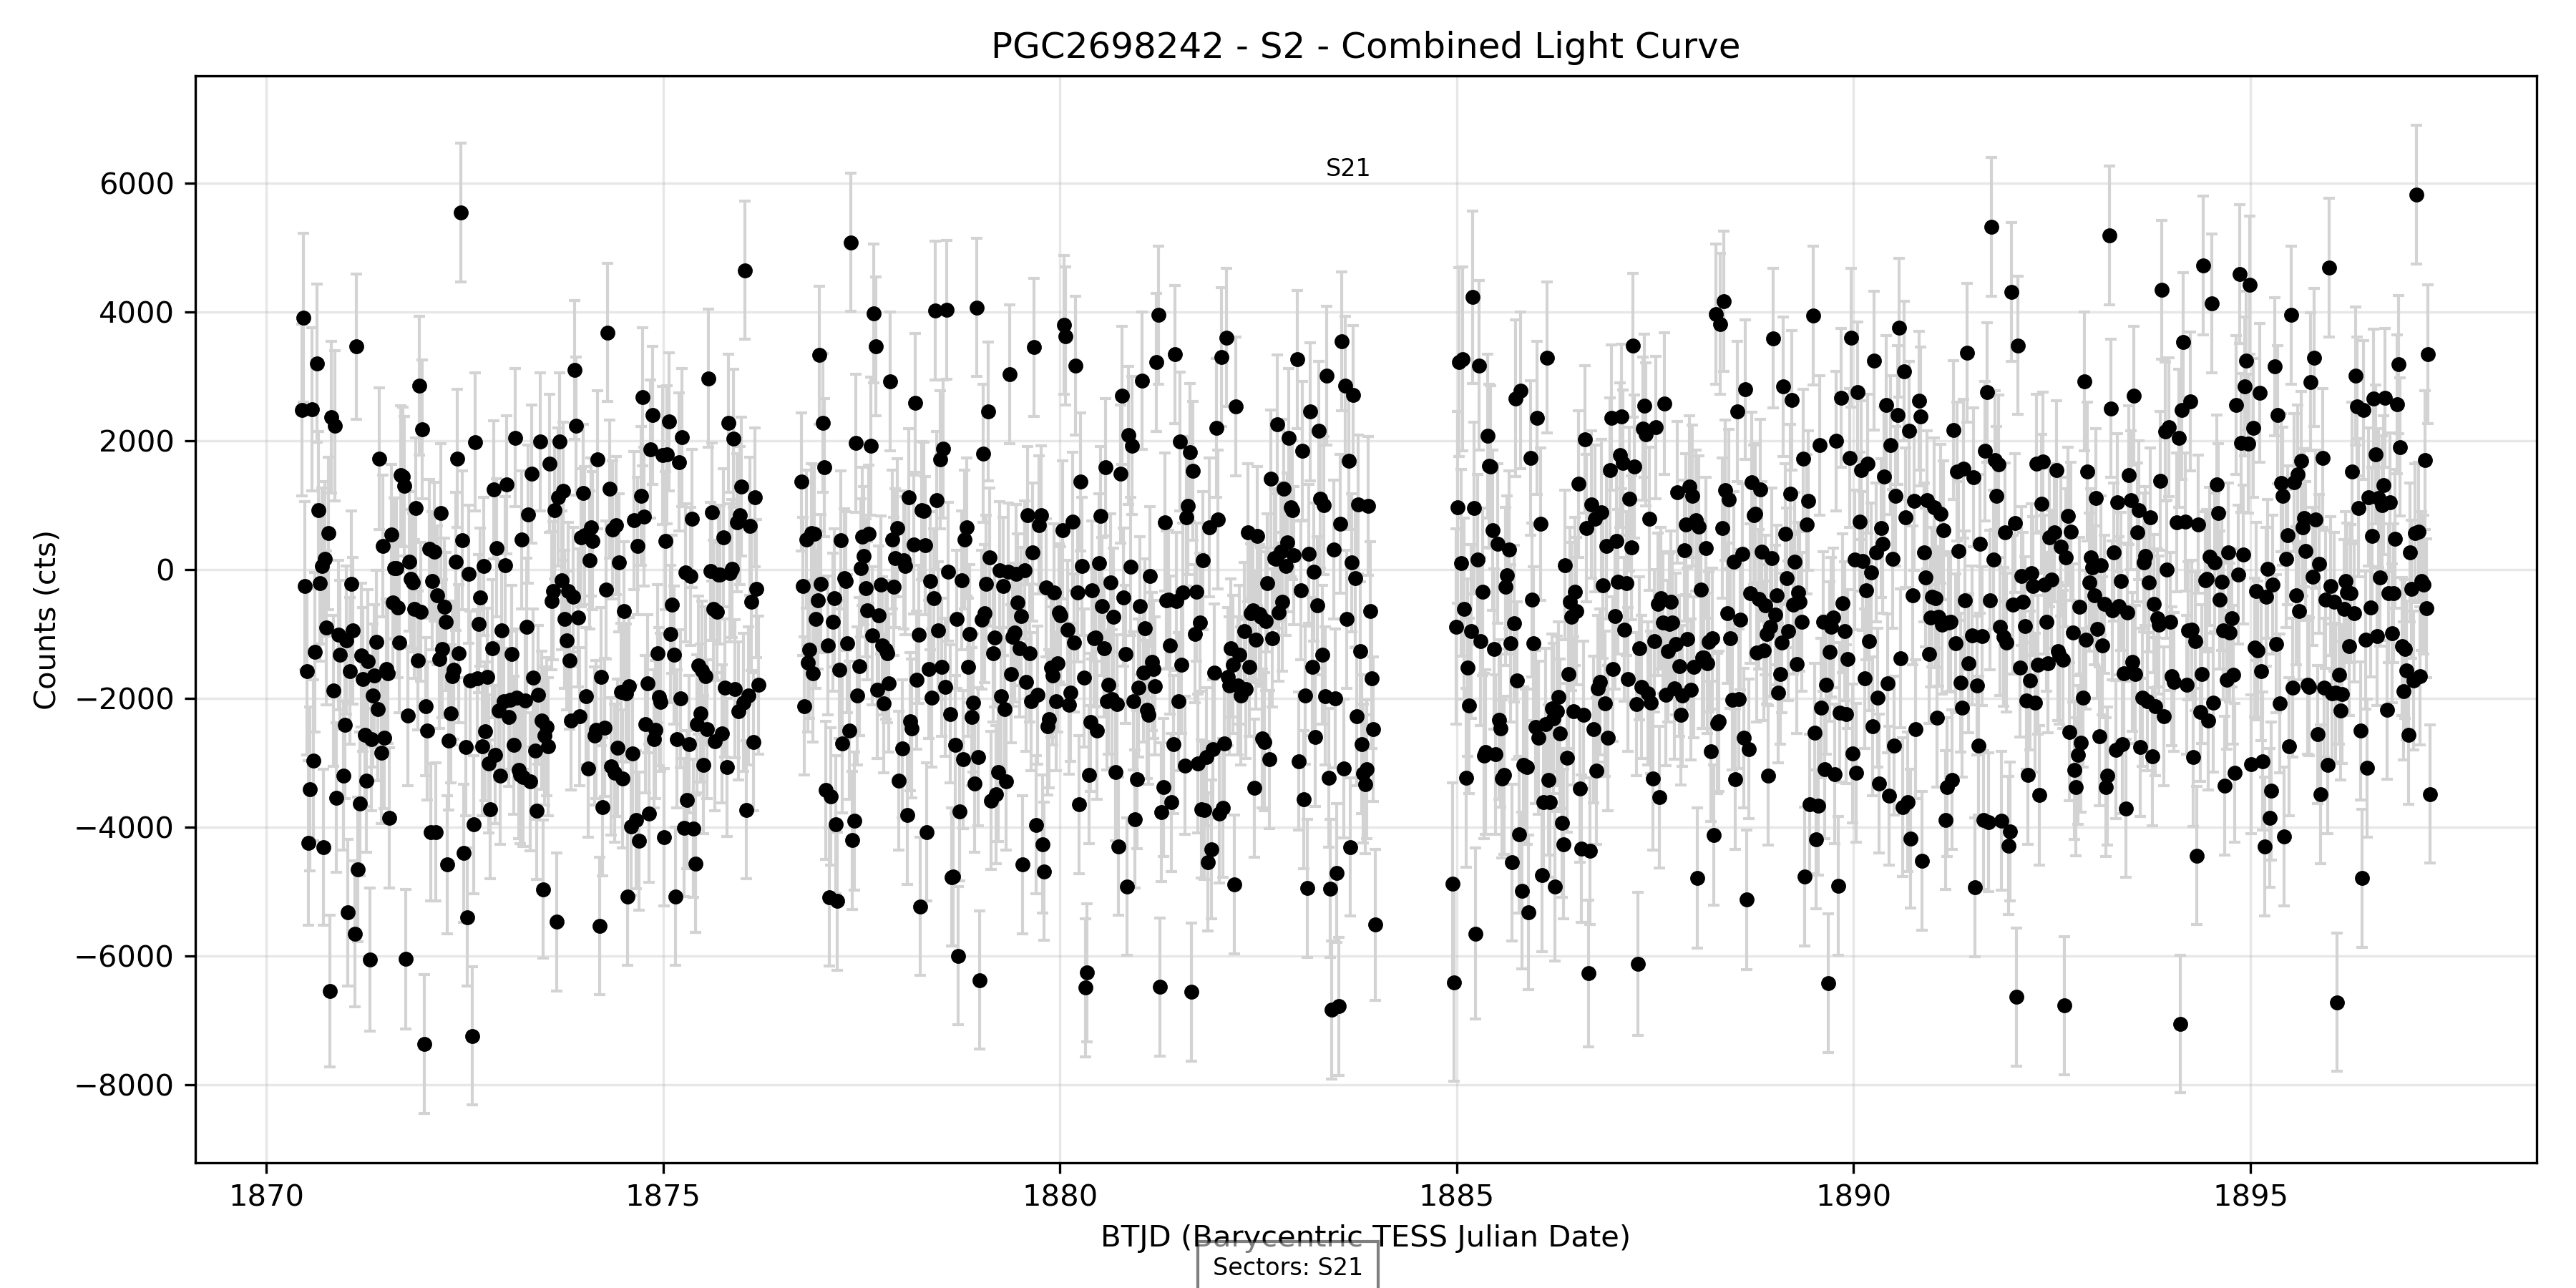 PGC2698242 - S2 - Combined Light Curve
S21
6000
4000
2000
0
−2000
−4000
−6000
−8000
Counts (cts)
1870
1875
1880
1885
1890
1895
BTJD (Barycentric TESS Julian Date)
Sectors: S21